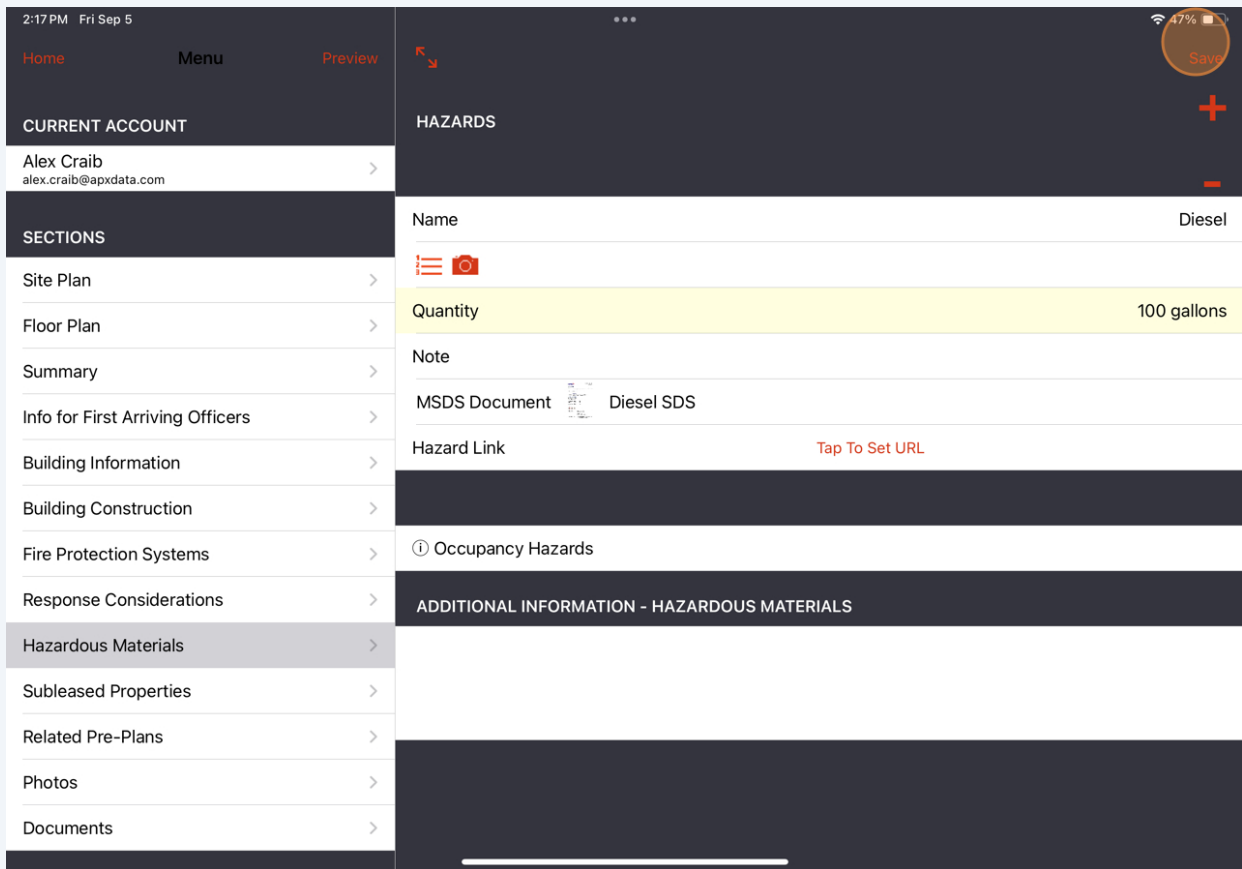 2:17 PM Fri Sep 5
47%
Home Menu Preview
Save
CURRENT ACCOUNT
Alex Craib
alex.craib@apxdata.com
SECTIONS
Site Plan
Floor Plan
Summary
Info for First Arriving Officers
Building Information
Building Construction
Fire Protection Systems
Response Considerations
Hazardous Materials
Subleased Properties
Related Pre-Plans
Photos
Documents
HAZARDS
Name Diesel
Quantity 100 gallons
Note
MSDS Document Diesel SDS
Hazard Link Tap To Set URL
Occupancy Hazards
ADDITIONAL INFORMATION - HAZARDOUS MATERIALS